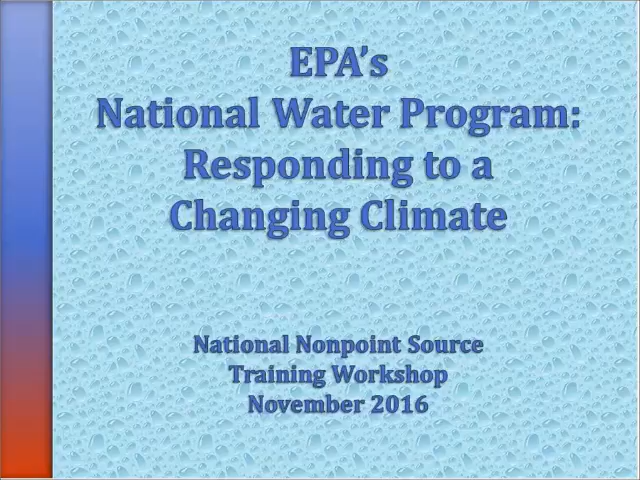 EPA's
National Water Program:
Responding to a
Changing Climate
National Nonpoint Source
Training Workshop
November 2016